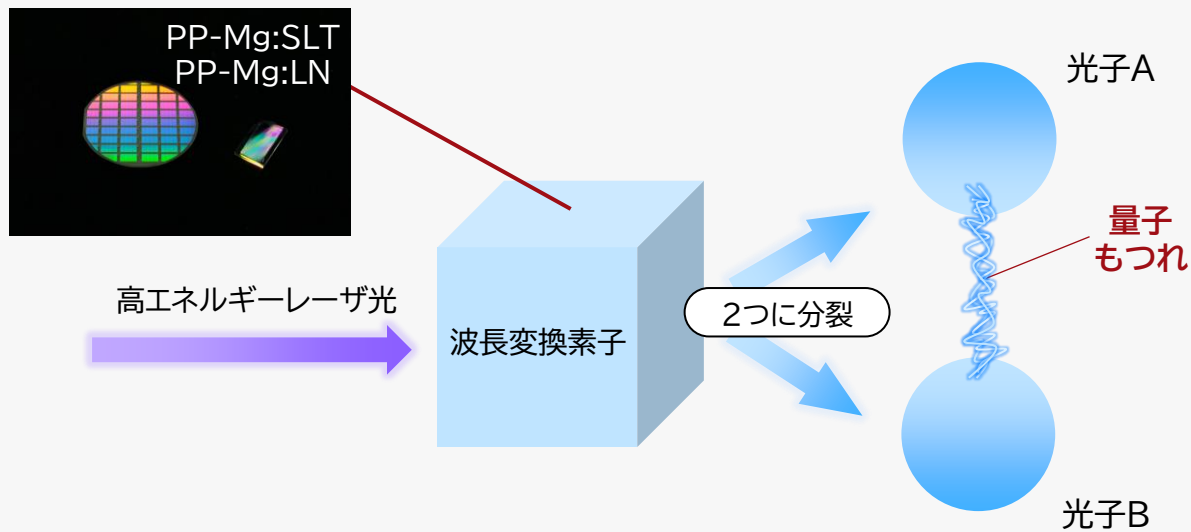 PP-Mg:SLT
PP-Mg:LN
光子A
量子
もつれ
高エネルギーレーザ光
2つに分裂
波長変換素子
光子B